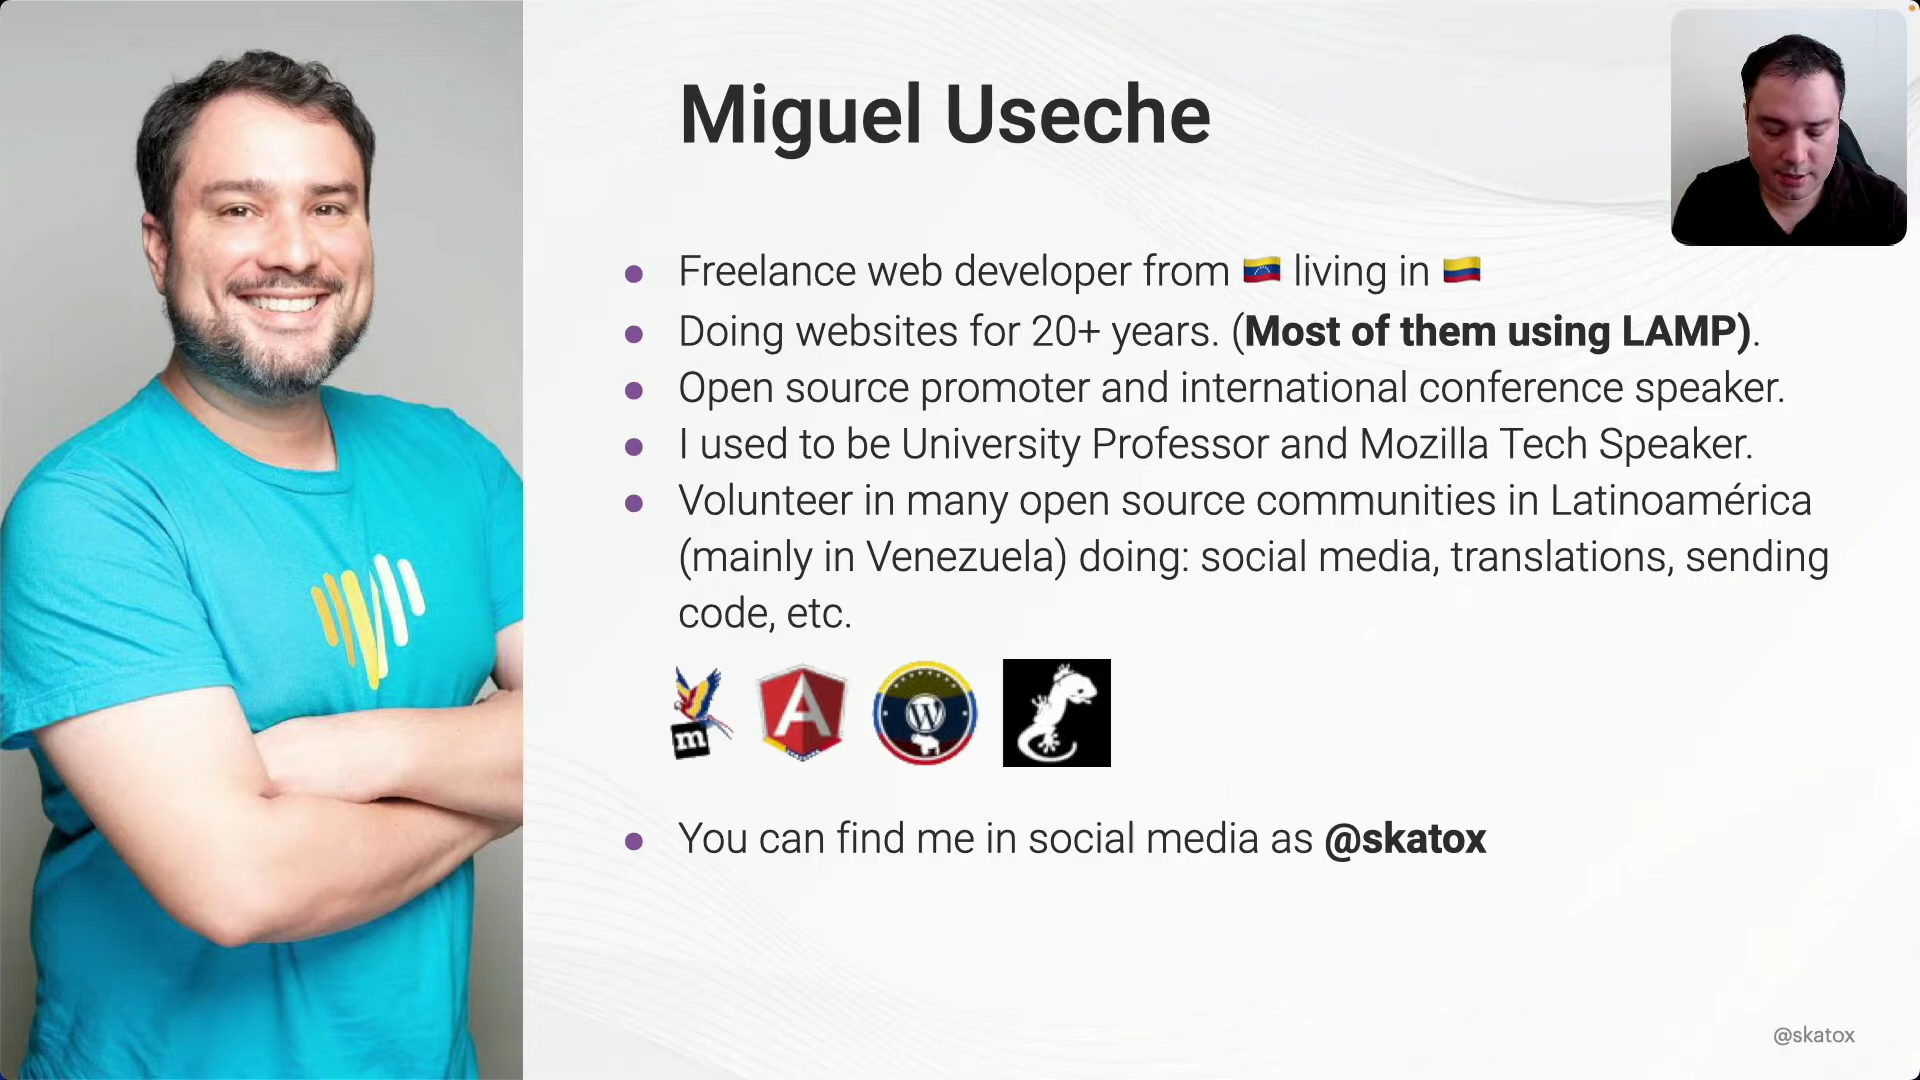 Miguel Useche
Freelance web developer from 🇻🇪 living in 🇨🇴
Doing websites for 20+ years. (Most of them using LAMP).
Open source promoter and international conference speaker.
I used to be University Professor and Mozilla Tech Speaker.
Volunteer in many open source communities in Latinoamérica
(mainly in Venezuela) doing: social media, translations, sending
code, etc.
m
A
W
You can find me in social media as @skatox
@skatox